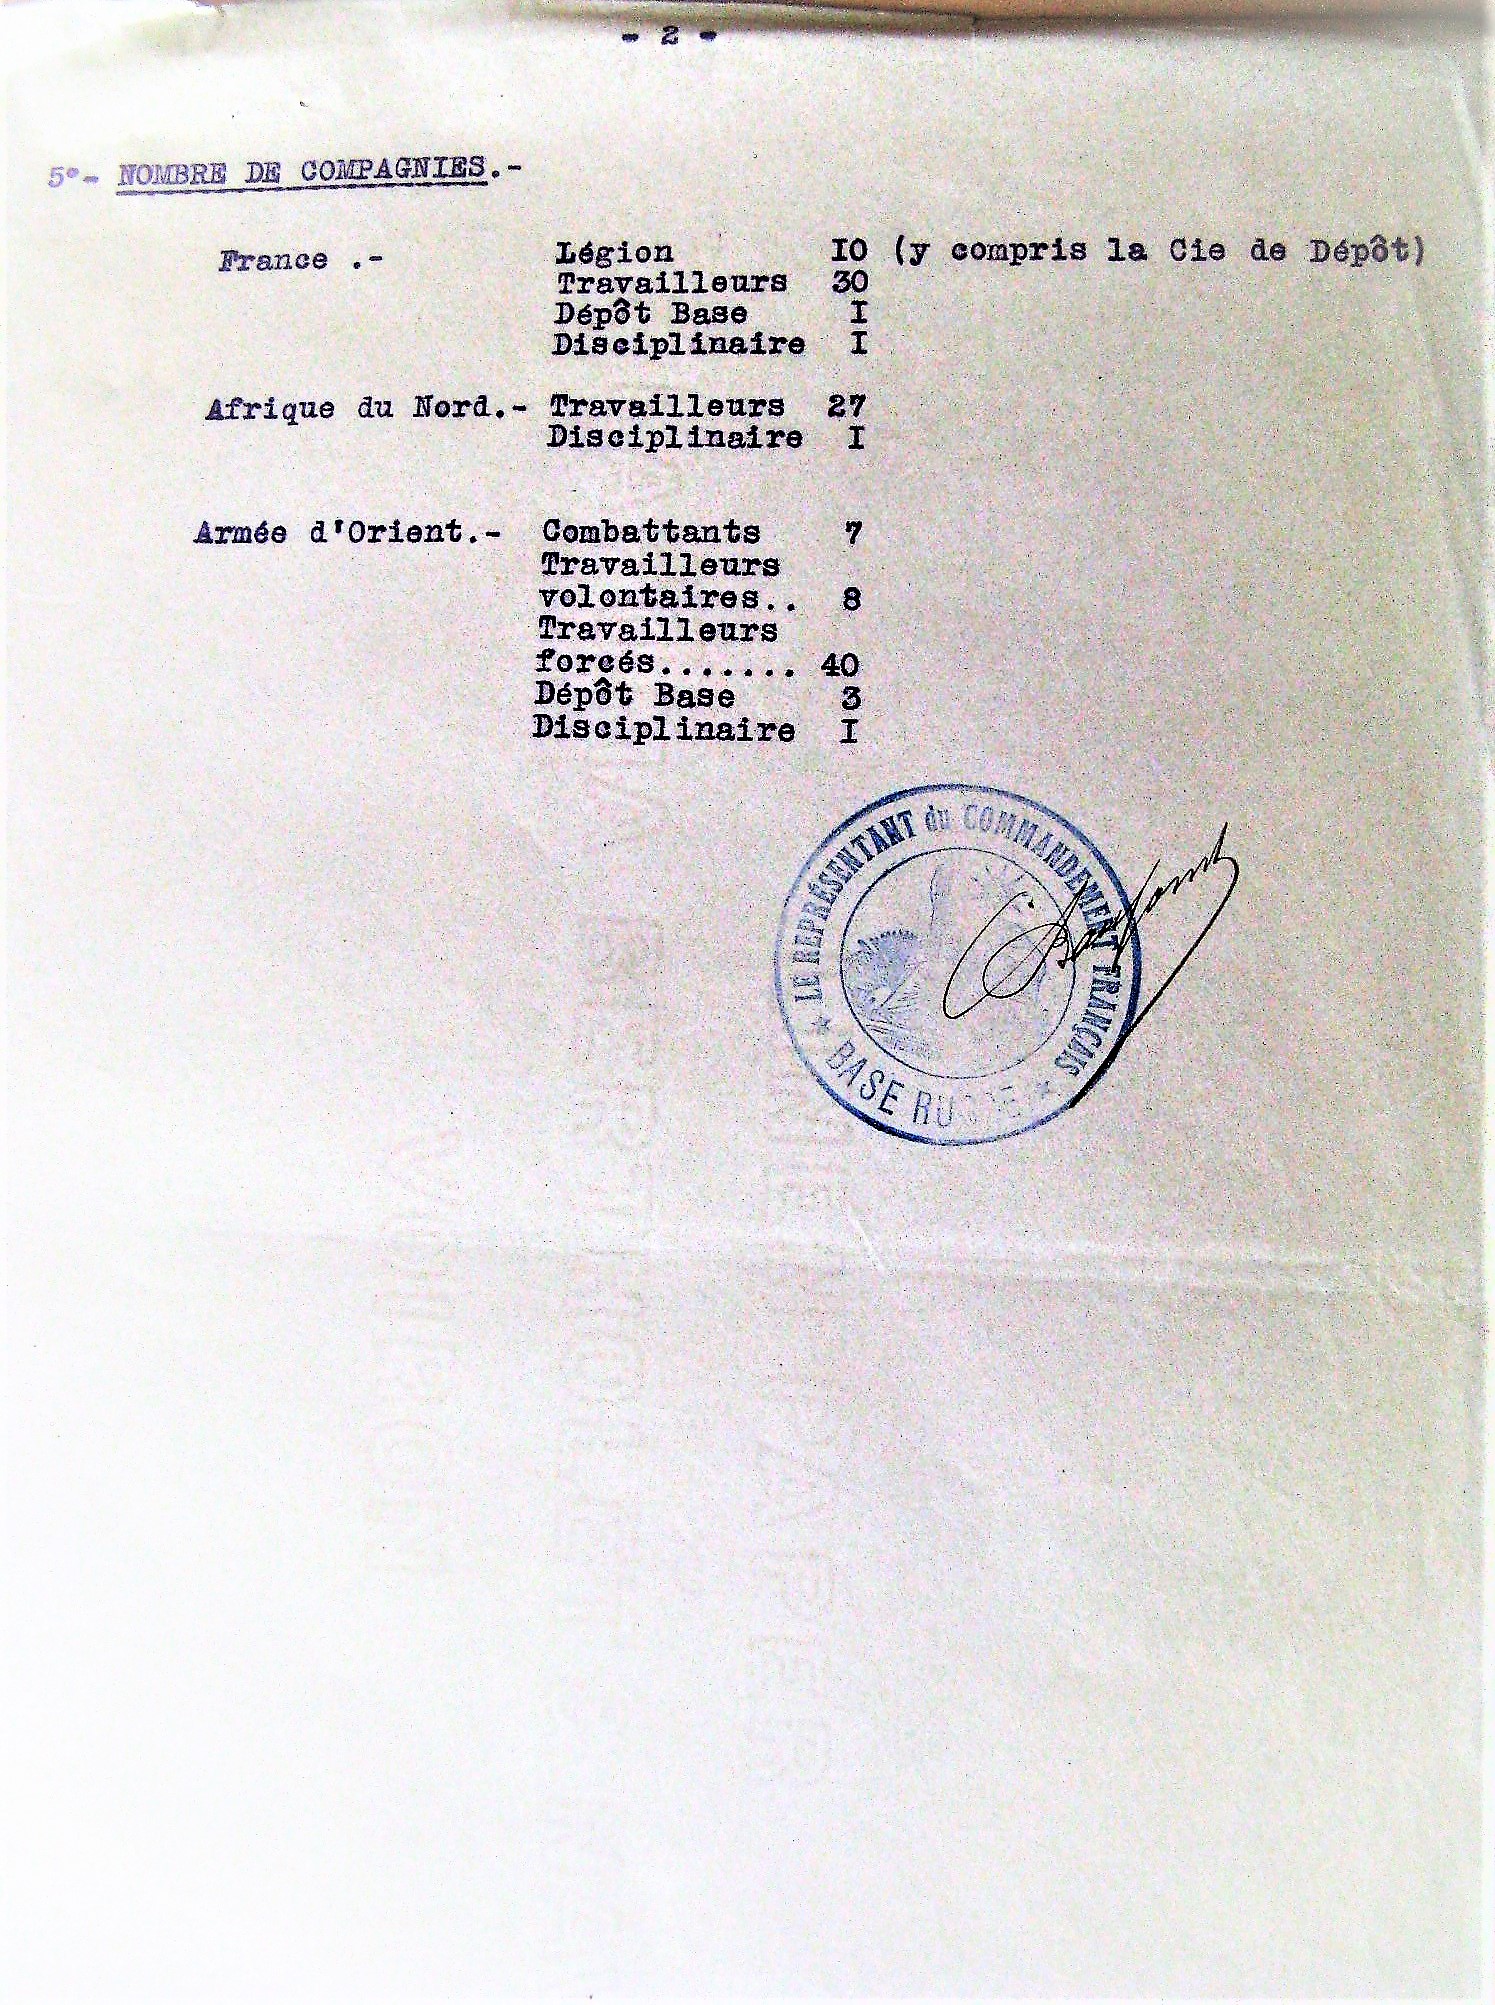 - 2 -
5°- NOMBRE DE COMPAGNIES.-
France .- Légion IO (y compris la Cie de Dépôt)
Travailleurs 30
Dépôt Base I
Disciplinaire I
Afrique du Nord.- Travailleurs 27
Disciplinaire I
Armée d'Orient.- Combattants 7
Travailleurs
volontaires.. 8
Travailleurs
forcés....... 40
Dépôt Base 3
Disciplinaire I
LE REPRÉSENTANT du COMMANDEMENT FRANÇAIS
* BASE RUSSE *